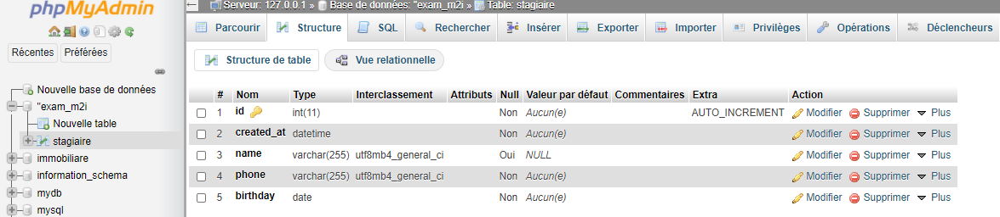 phpMyAdmin
Récentes Préférées
Nouvelle base de données
"exam_m2i
Nouvelle table
stagiaire
immobiliare
information_schema
mydb
mysql
Serveur: 127.0.0.1 » Base de données: "exam_m2i » Table: stagiaire
Parcourir Structure SQL Rechercher Insérer Exporter Importer Privilèges Opérations Déclencheurs
Structure de table Vue relationnelle
# Nom Type Interclassement Attributs Null Valeur par défaut Commentaires Extra Action
1 id int(11) Non Aucun(e) AUTO_INCREMENT Modifier Supprimer Plus
2 created_at datetime Non Aucun(e) Modifier Supprimer Plus
3 name varchar(255) utf8mb4_general_ci Oui NULL Modifier Supprimer Plus
4 phone varchar(255) utf8mb4_general_ci Non Aucun(e) Modifier Supprimer Plus
5 birthday date Non Aucun(e) Modifier Supprimer Plus